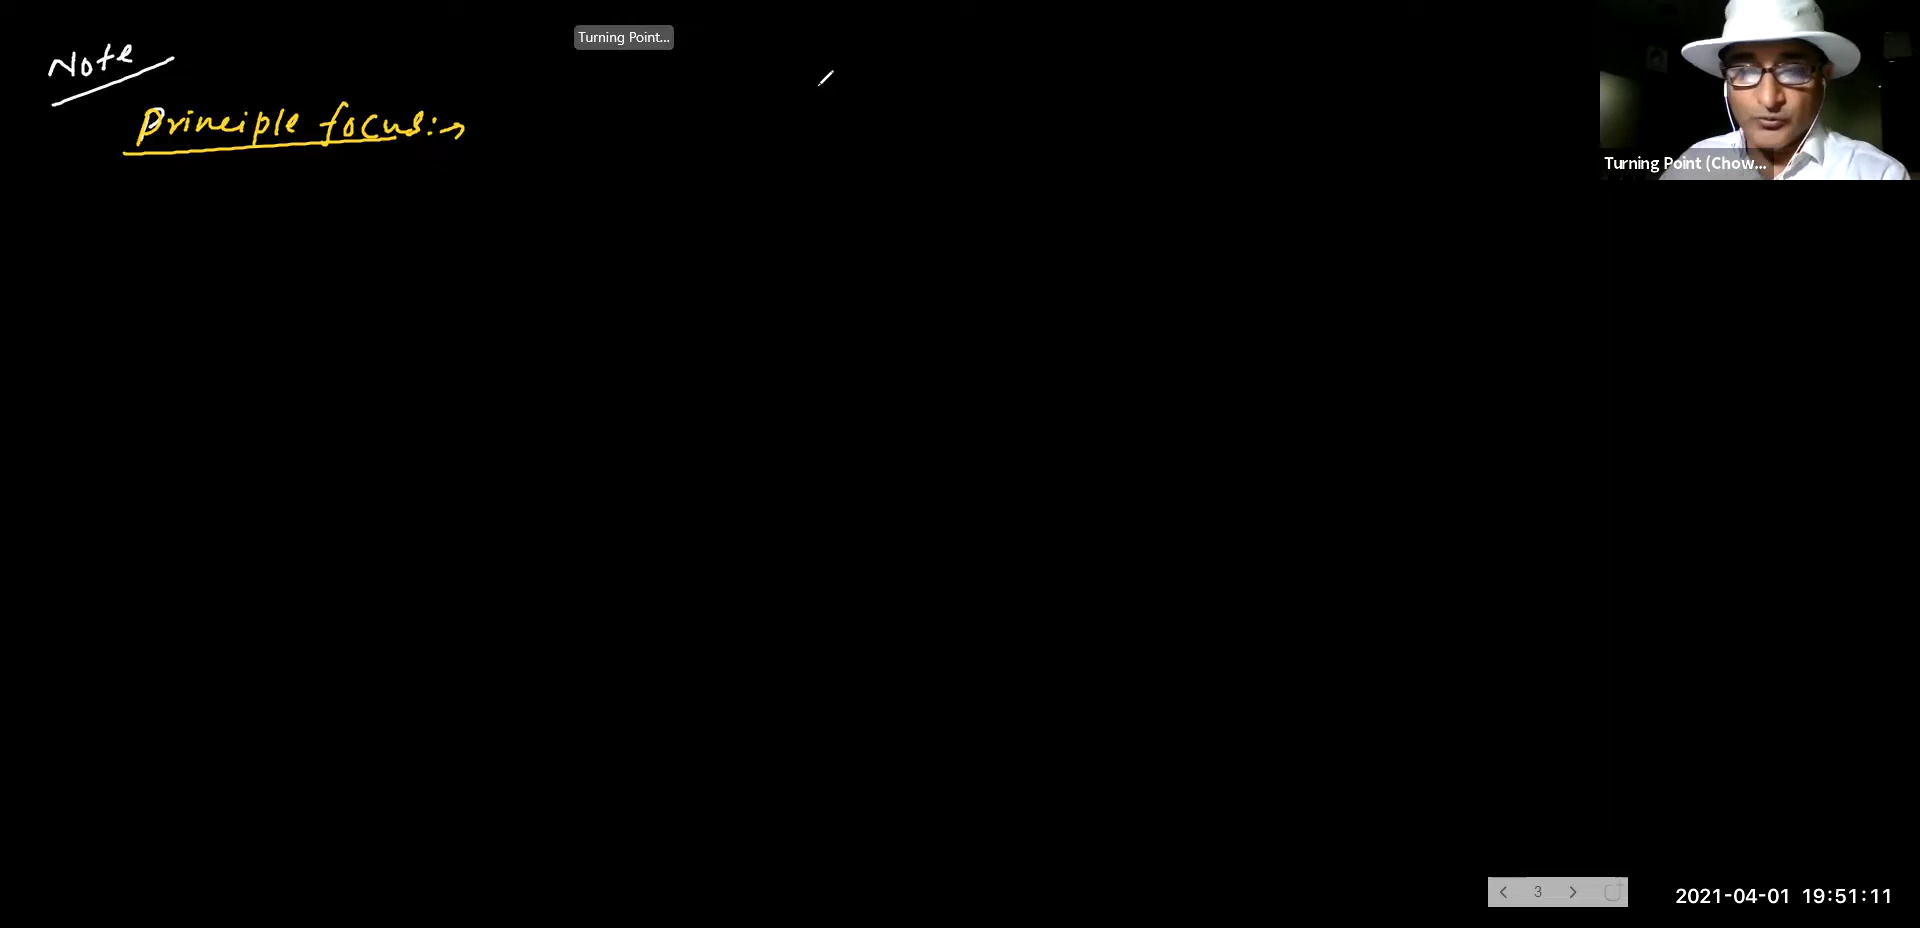 Note
Turning Point...
Principle focus:→
Turning Point (Chow...
3
2021-04-01 19:51:11